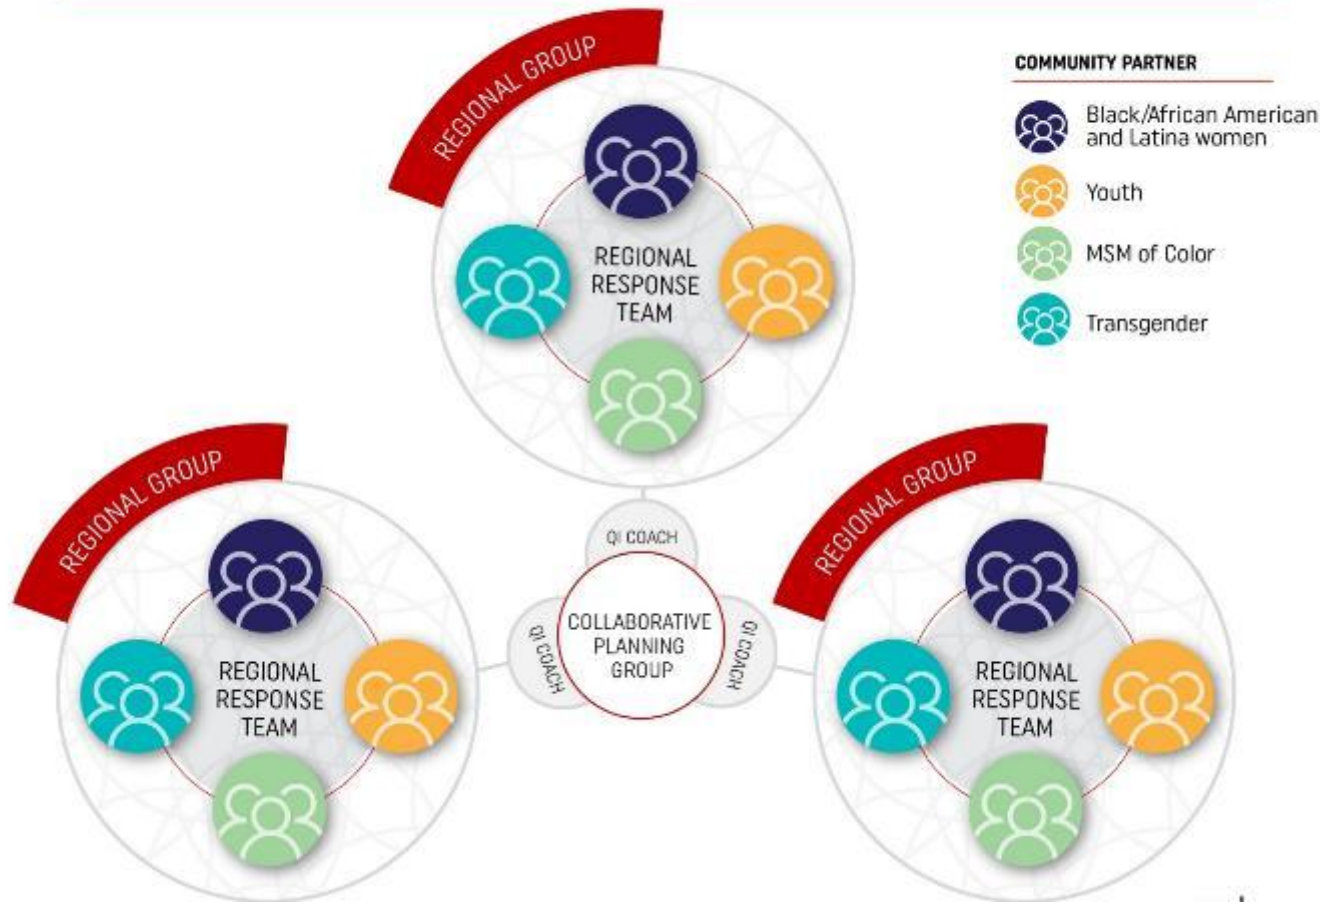 REGIONAL GROUP
REGIONAL
RESPONSE
TEAM
COMMUNITY PARTNER
Black/African American
and Latina women
Youth
MSM of Color
Transgender
REGIONAL GROUP
REGIONAL
RESPONSE
TEAM
QI COACH
QI COACH
COLLABORATIVE
PLANNING
GROUP
QI COACH
REGIONAL GROUP
REGIONAL
RESPONSE
TEAM